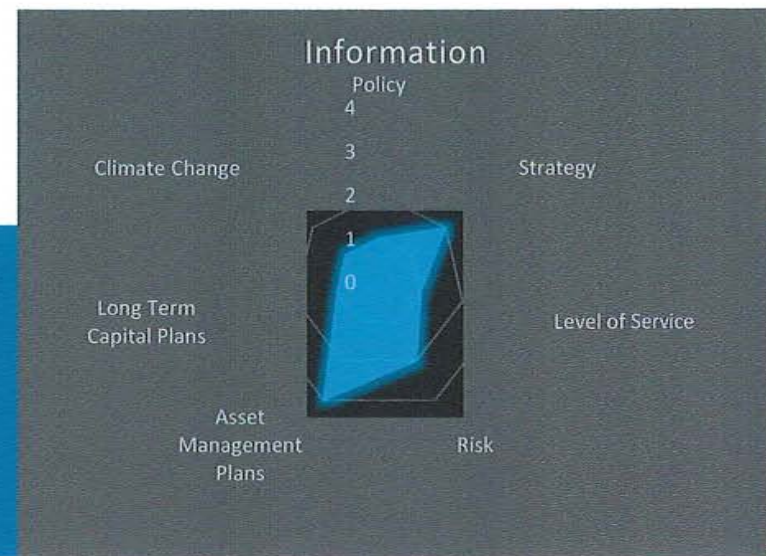 Information
Policy
4
3
2
1
0
Climate Change
Strategy
Long Term
Capital Plans
Level of Service
Asset
Management
Plans
Risk